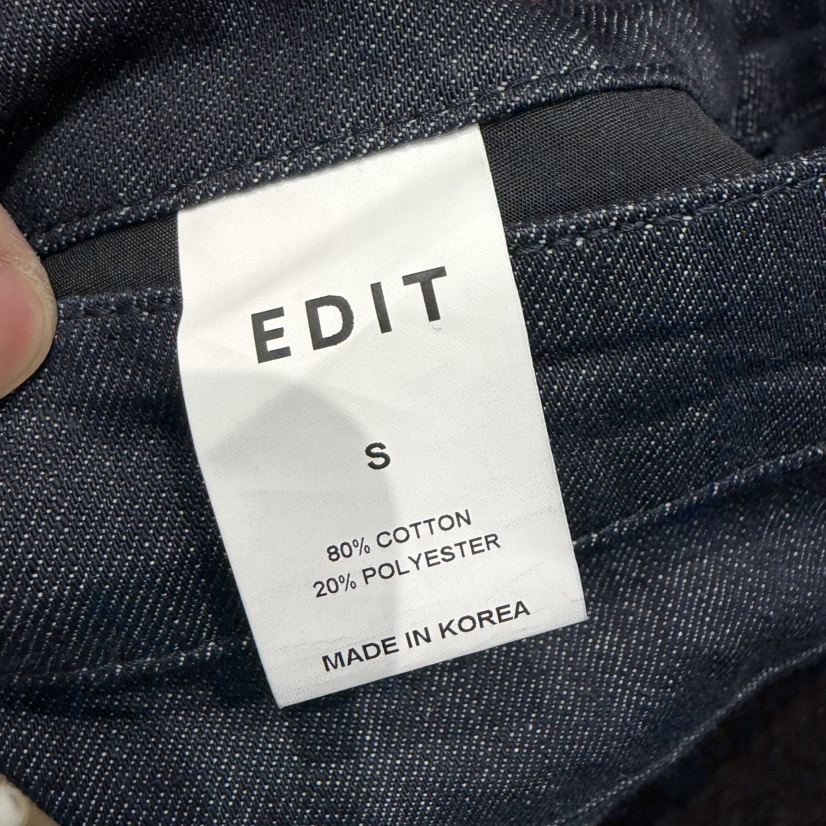 EDIT
S
80% COTTON
20% POLYESTER
MADE IN KOREA